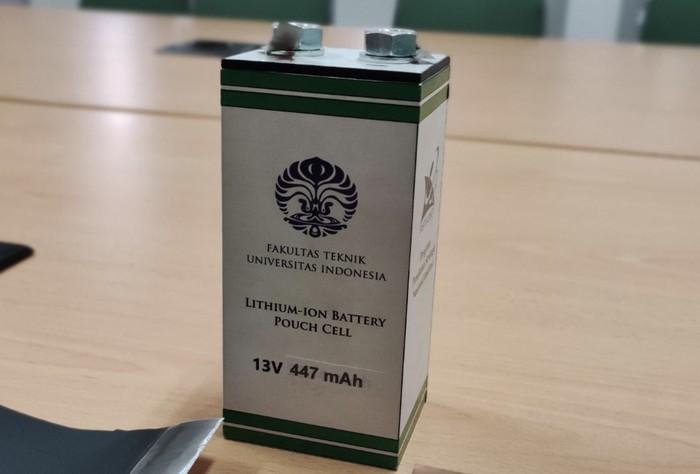 FAKULTAS TEKNIK
UNIVERSITAS INDONESIA
LITHIUM-ION BATTERY
POUCH CELL
13V 447 mAh